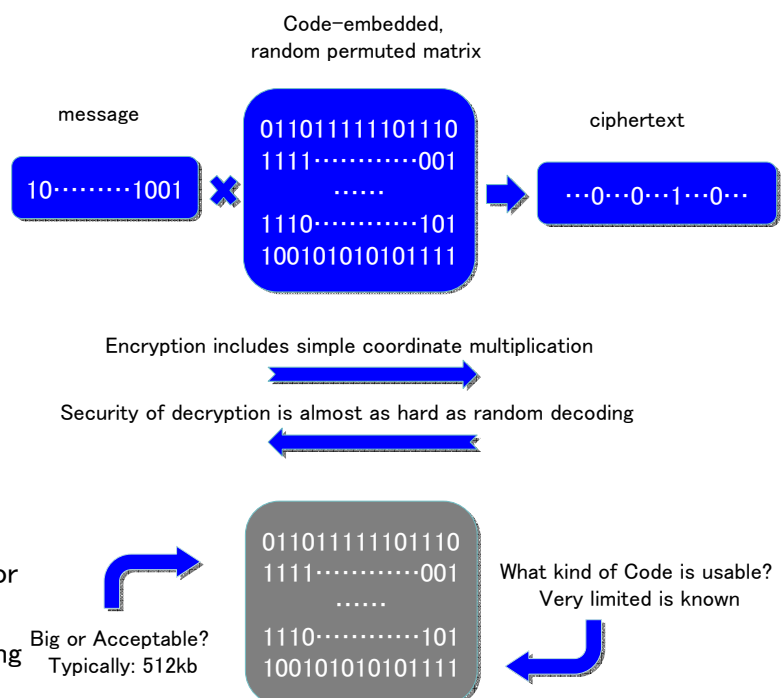 Code-embedded,
random permuted matrix
message
ciphertext
011011111101110
1111············001
······
1110············101
100101010101111
10·········1001
···0···0···1···0···
Encryption includes simple coordinate multiplication
Security of decryption is almost as hard as random decoding
or
ng
Big or Acceptable?
Typically: 512kb
011011111101110
1111············001
······
1110············101
100101010101111
What kind of Code is usable?
Very limited is known